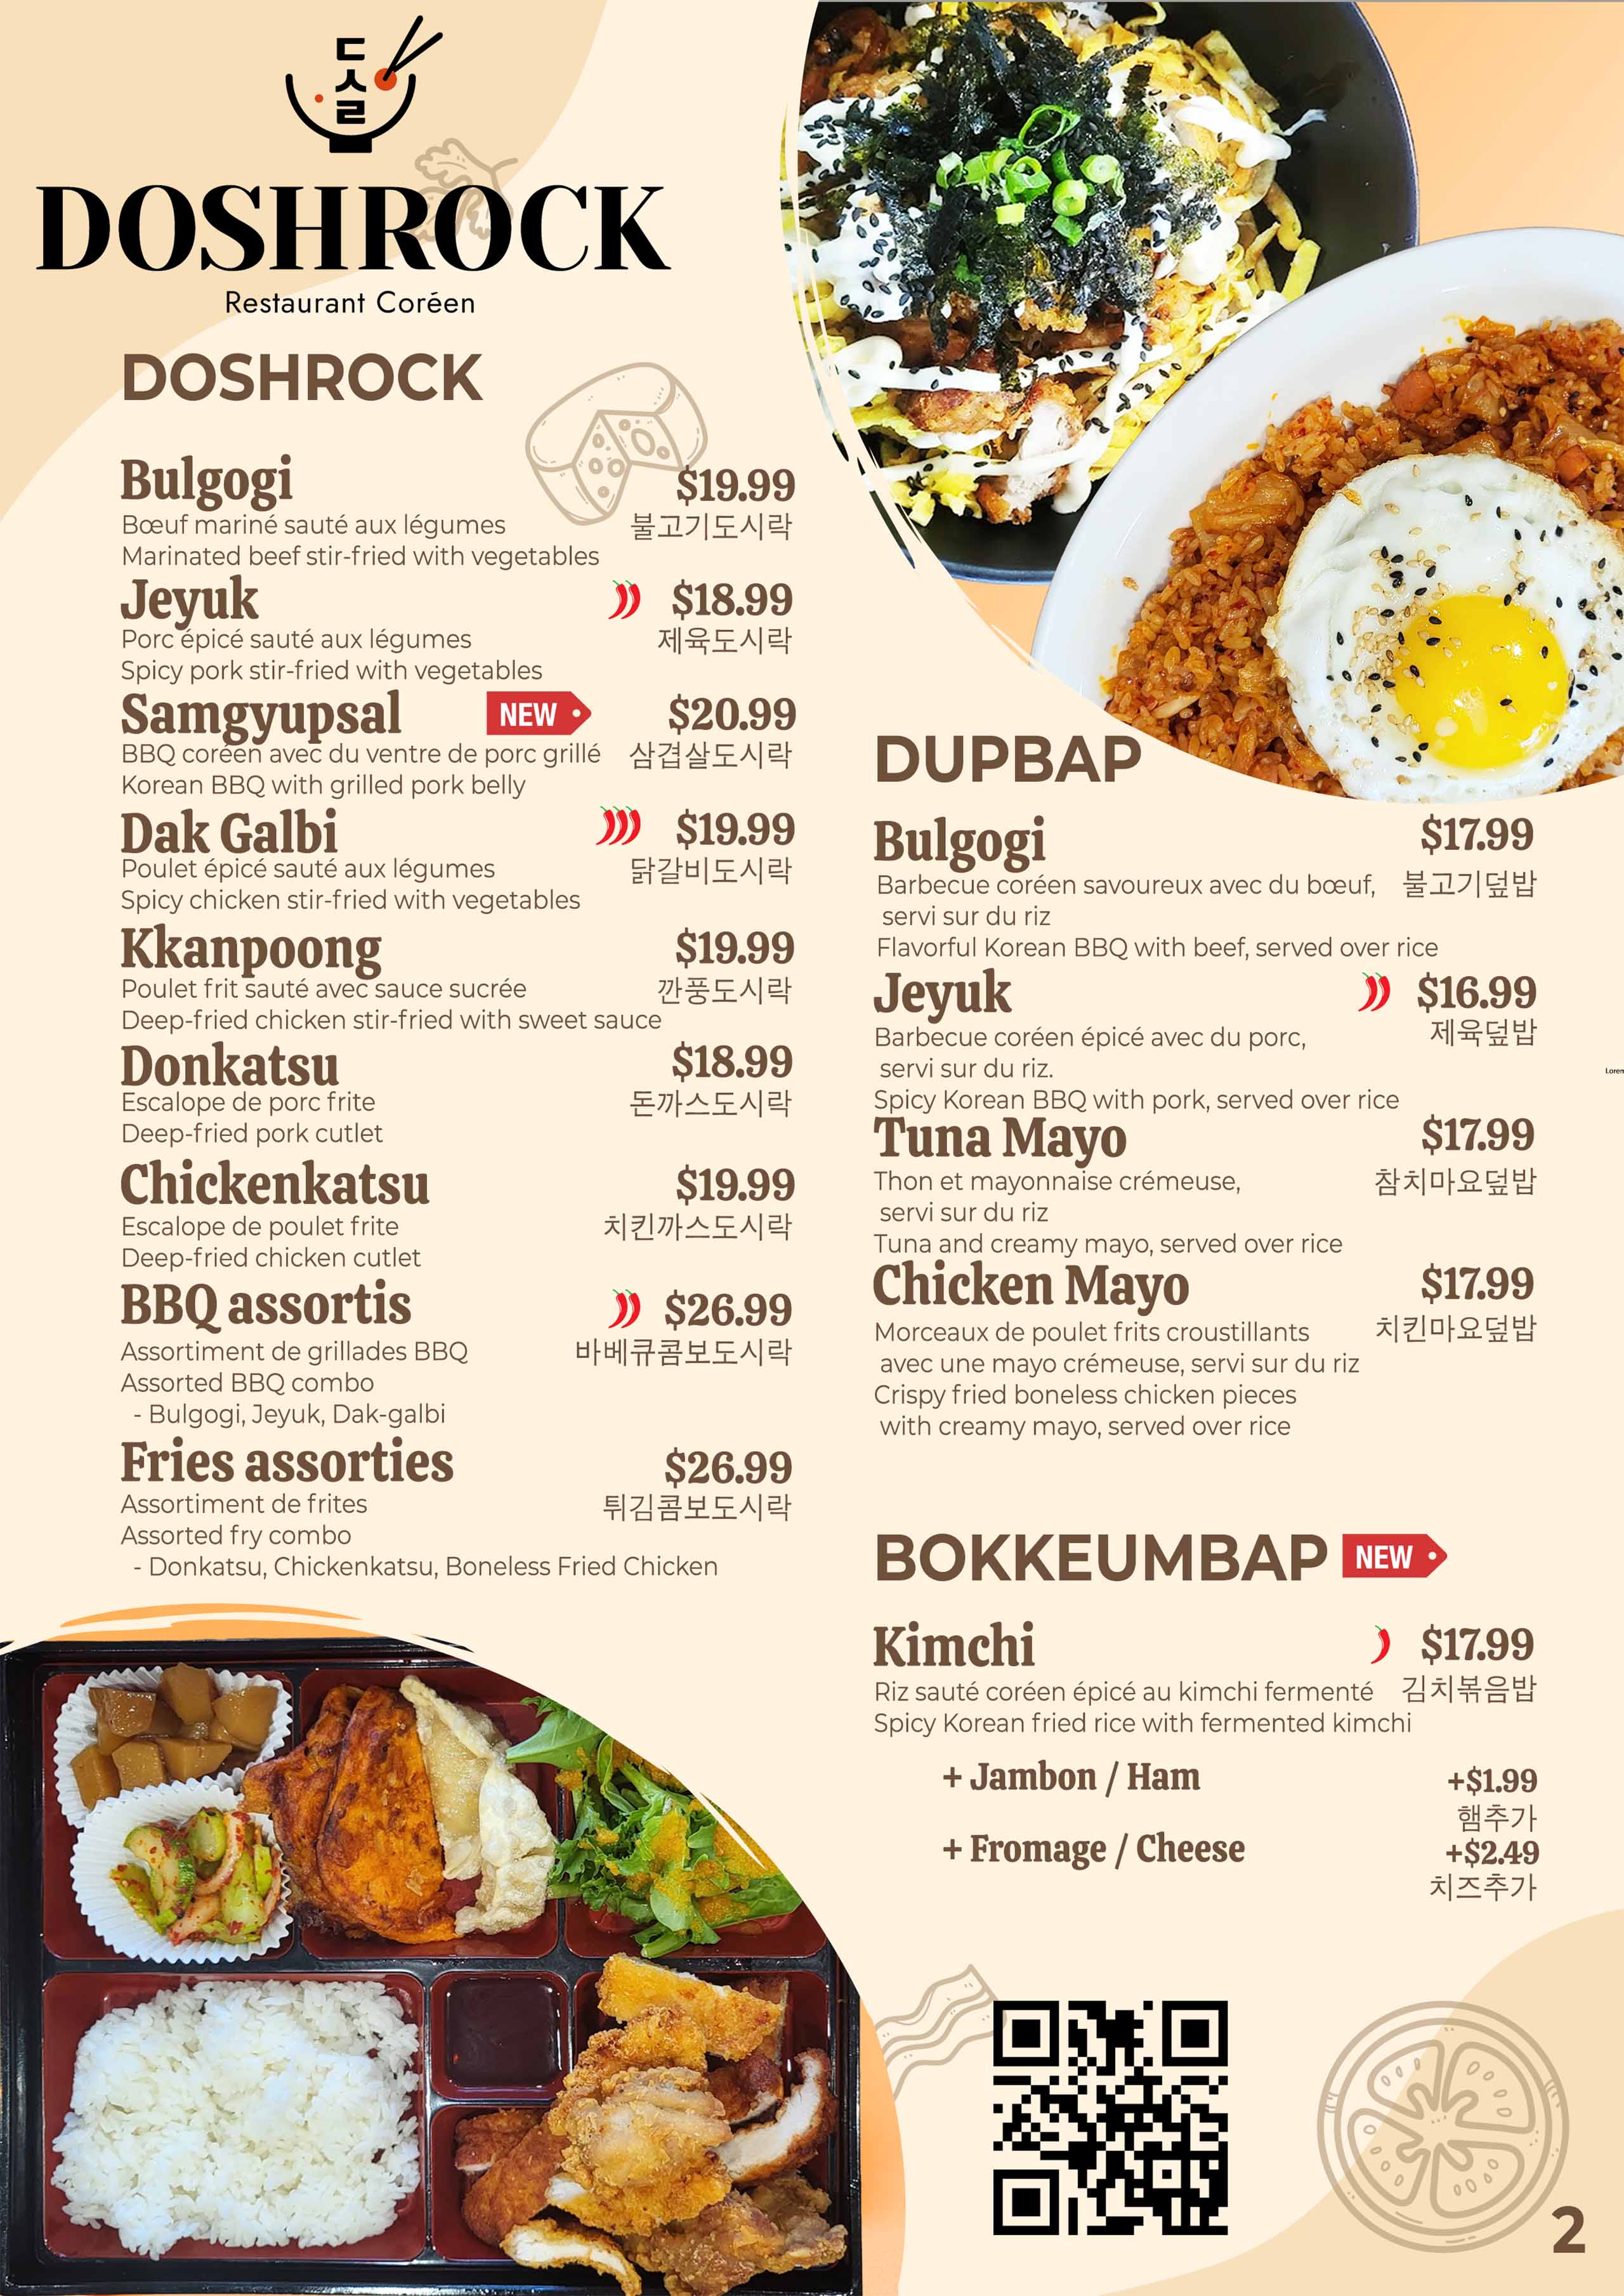 도
슬
DOSHROCK
Restaurant Coréen
DOSHROCK
Bulgogi $19.99
Bœuf mariné sauté aux légumes 불고기도시락
Marinated beef stir-fried with vegetables
Jeyuk $18.99
Porc épicé sauté aux légumes 제육도시락
Spicy pork stir-fried with vegetables
Samgyupsal NEW $20.99
BBQ coréen avec du ventre de porc grillé 삼겹살도시락
Korean BBQ with grilled pork belly
Dak Galbi $19.99
Poulet épicé sauté aux légumes 닭갈비도시락
Spicy chicken stir-fried with vegetables
Kkanpoong $19.99
Poulet frit sauté avec sauce sucrée 깐풍도시락
Deep-fried chicken stir-fried with sweet sauce
Donkatsu $18.99
Escalope de porc frite 돈까스도시락
Deep-fried pork cutlet
Chickenkatsu $19.99
Escalope de poulet frite 치킨까스도시락
Deep-fried chicken cutlet
BBQ assortis $26.99
Assortiment de grillades BBQ 바베큐콤보도시락
Assorted BBQ combo
- Bulgogi, Jeyuk, Dak-galbi
Fries assorties $26.99
Assortiment de frites 튀김콤보도시락
Assorted fry combo
- Donkatsu, Chickenkatsu, Boneless Fried Chicken
DUPBAP
Bulgogi $17.99
Barbecue coréen savoureux avec du bœuf, 불고기덮밥
servi sur du riz
Flavorful Korean BBQ with beef, served over rice
Jeyuk $16.99
Barbecue coréen épicé avec du porc, 제육덮밥
servi sur du riz.
Spicy Korean BBQ with pork, served over rice
Tuna Mayo $17.99
Thon et mayonnaise crémeuse, 참치마요덮밥
servi sur du riz
Tuna and creamy mayo, served over rice
Chicken Mayo $17.99
Morceaux de poulet frits croustillants 치킨마요덮밥
avec une mayo crémeuse, servi sur du riz
Crispy fried boneless chicken pieces
with creamy mayo, served over rice
Lorem
BOKKEUMBAP NEW
Kimchi $17.99
Riz sauté coréen épicé au kimchi fermenté 김치볶음밥
Spicy Korean fried rice with fermented kimchi
+ Jambon / Ham +$1.99
햄추가
+ Fromage / Cheese +$2.49
치즈추가
2